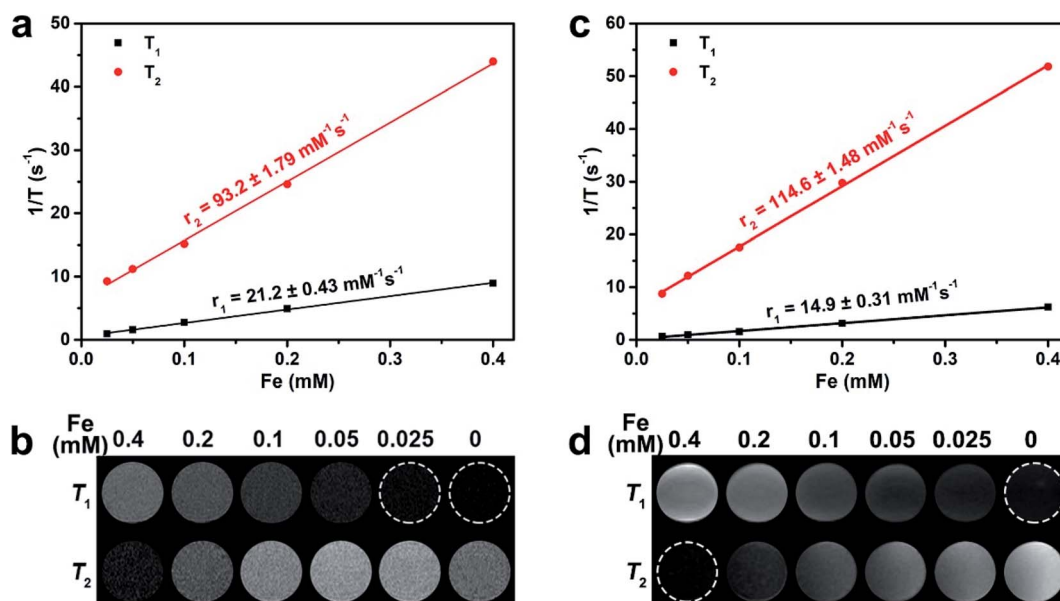 a
50
40
30
20
10
0
1/T (s⁻¹)
T₁
T₂
r₂ = 93.2 ± 1.79 mM⁻¹s⁻¹
r₁ = 21.2 ± 0.43 mM⁻¹s⁻¹
0.0 0.1 0.2 0.3 0.4
Fe (mM)
c
60
50
40
30
20
10
0
1/T (s⁻¹)
T₁
T₂
r₂ = 114.6 ± 1.48 mM⁻¹s⁻¹
r₁ = 14.9 ± 0.31 mM⁻¹s⁻¹
0.0 0.1 0.2 0.3 0.4
Fe (mM)
b
Fe
(mM) 0.4 0.2 0.1 0.05 0.025 0
T₁
T₂
d
Fe
(mM) 0.4 0.2 0.1 0.05 0.025 0
T₁
T₂